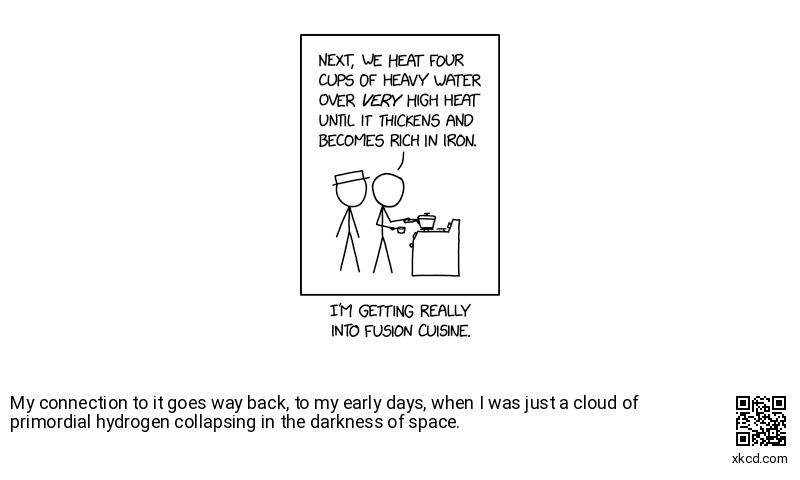 NEXT, WE HEAT FOUR
CUPS OF HEAVY WATER
OVER VERY HIGH HEAT
UNTIL IT THICKENS AND
BECOMES RICH IN IRON.
I'M GETTING REALLY
INTO FUSION CUISINE.
My connection to it goes way back, to my early days, when I was just a cloud of
primordial hydrogen collapsing in the darkness of space.
xkcd.com